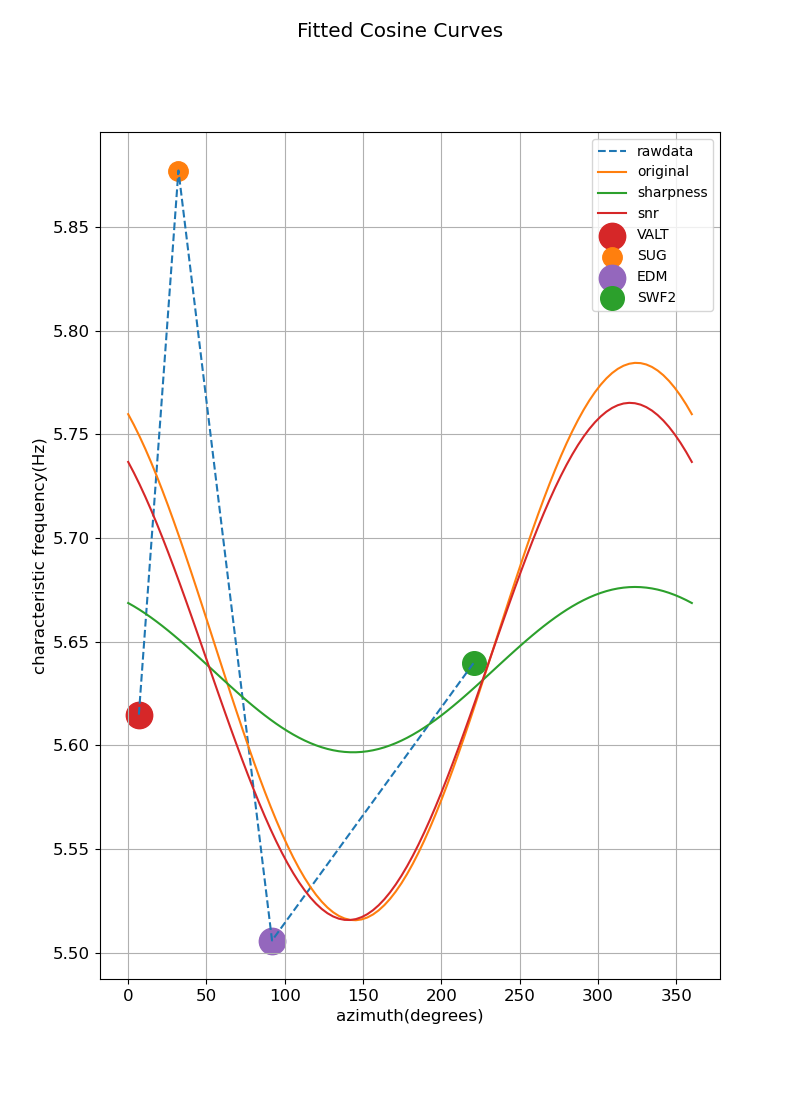 Fitted Cosine Curves
rawdata
original
sharpness
snr
VALT
SUG
EDM
SWF2
characteristic frequency(Hz)
5.85
5.80
5.75
5.70
5.65
5.60
5.55
5.50
0 50 100 150 200 250 300 350
azimuth(degrees)